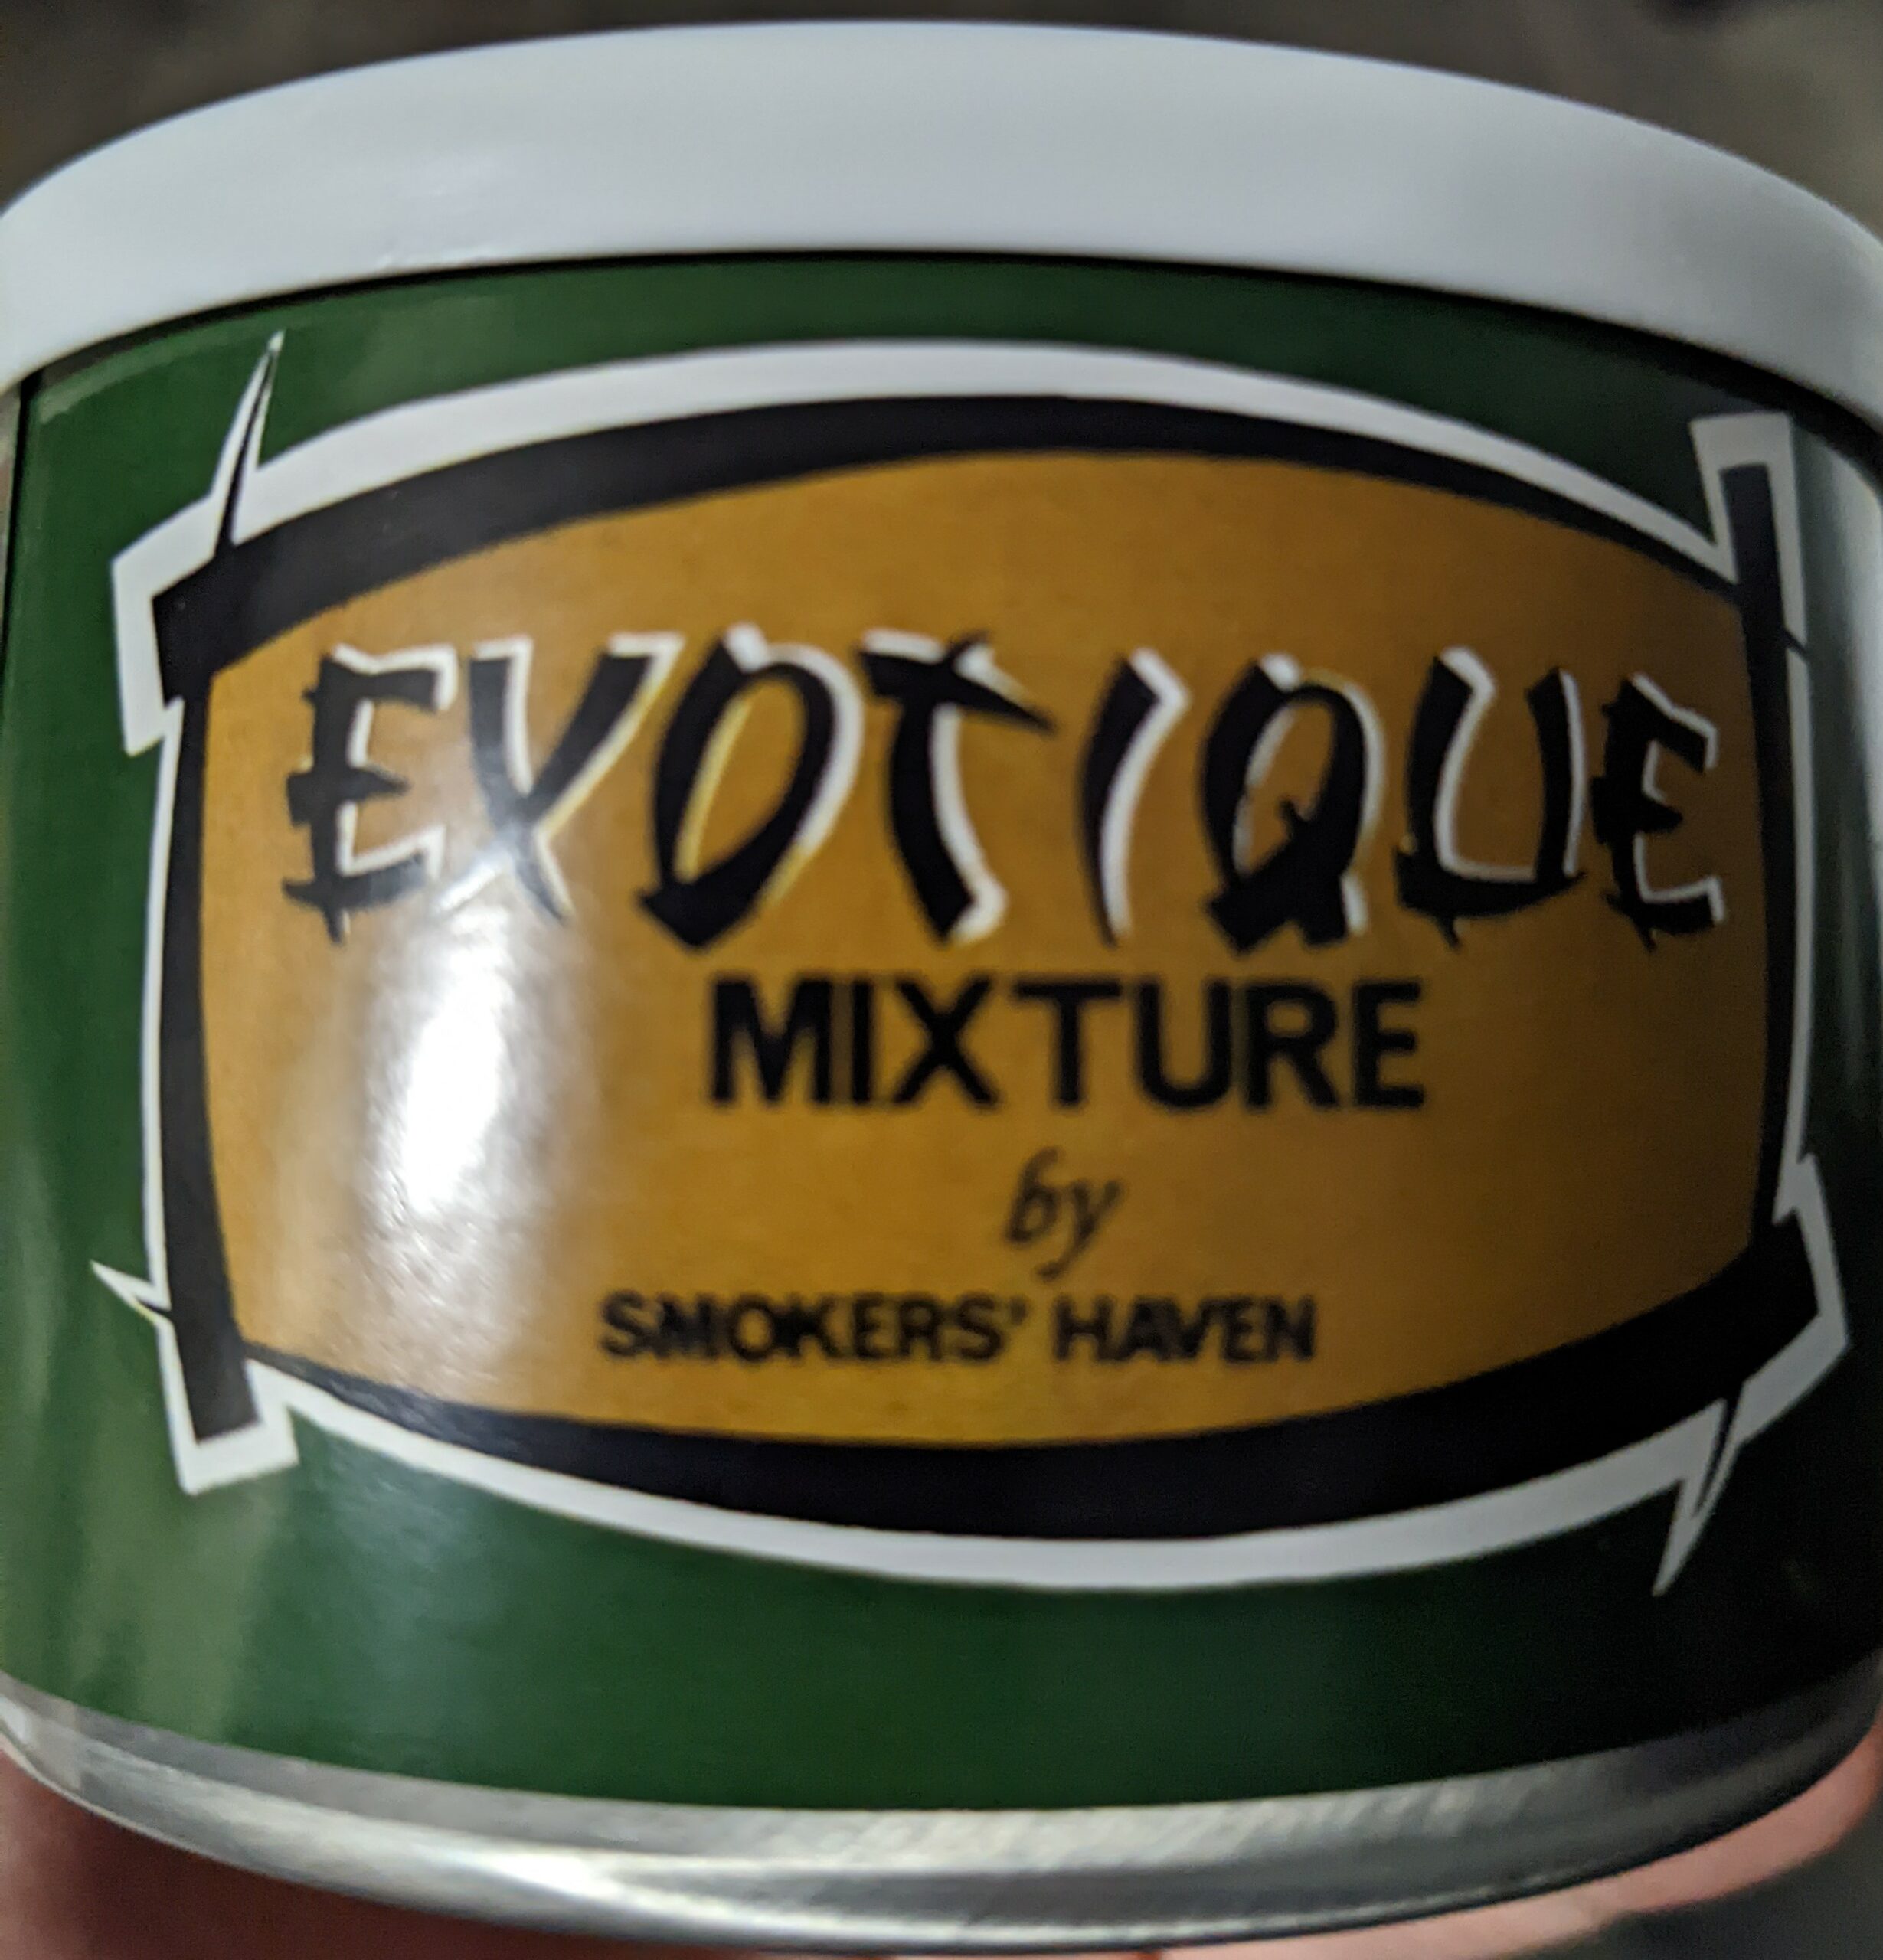 EXOTIQUE
MIXTURE
by
SMOKERS' HAVEN